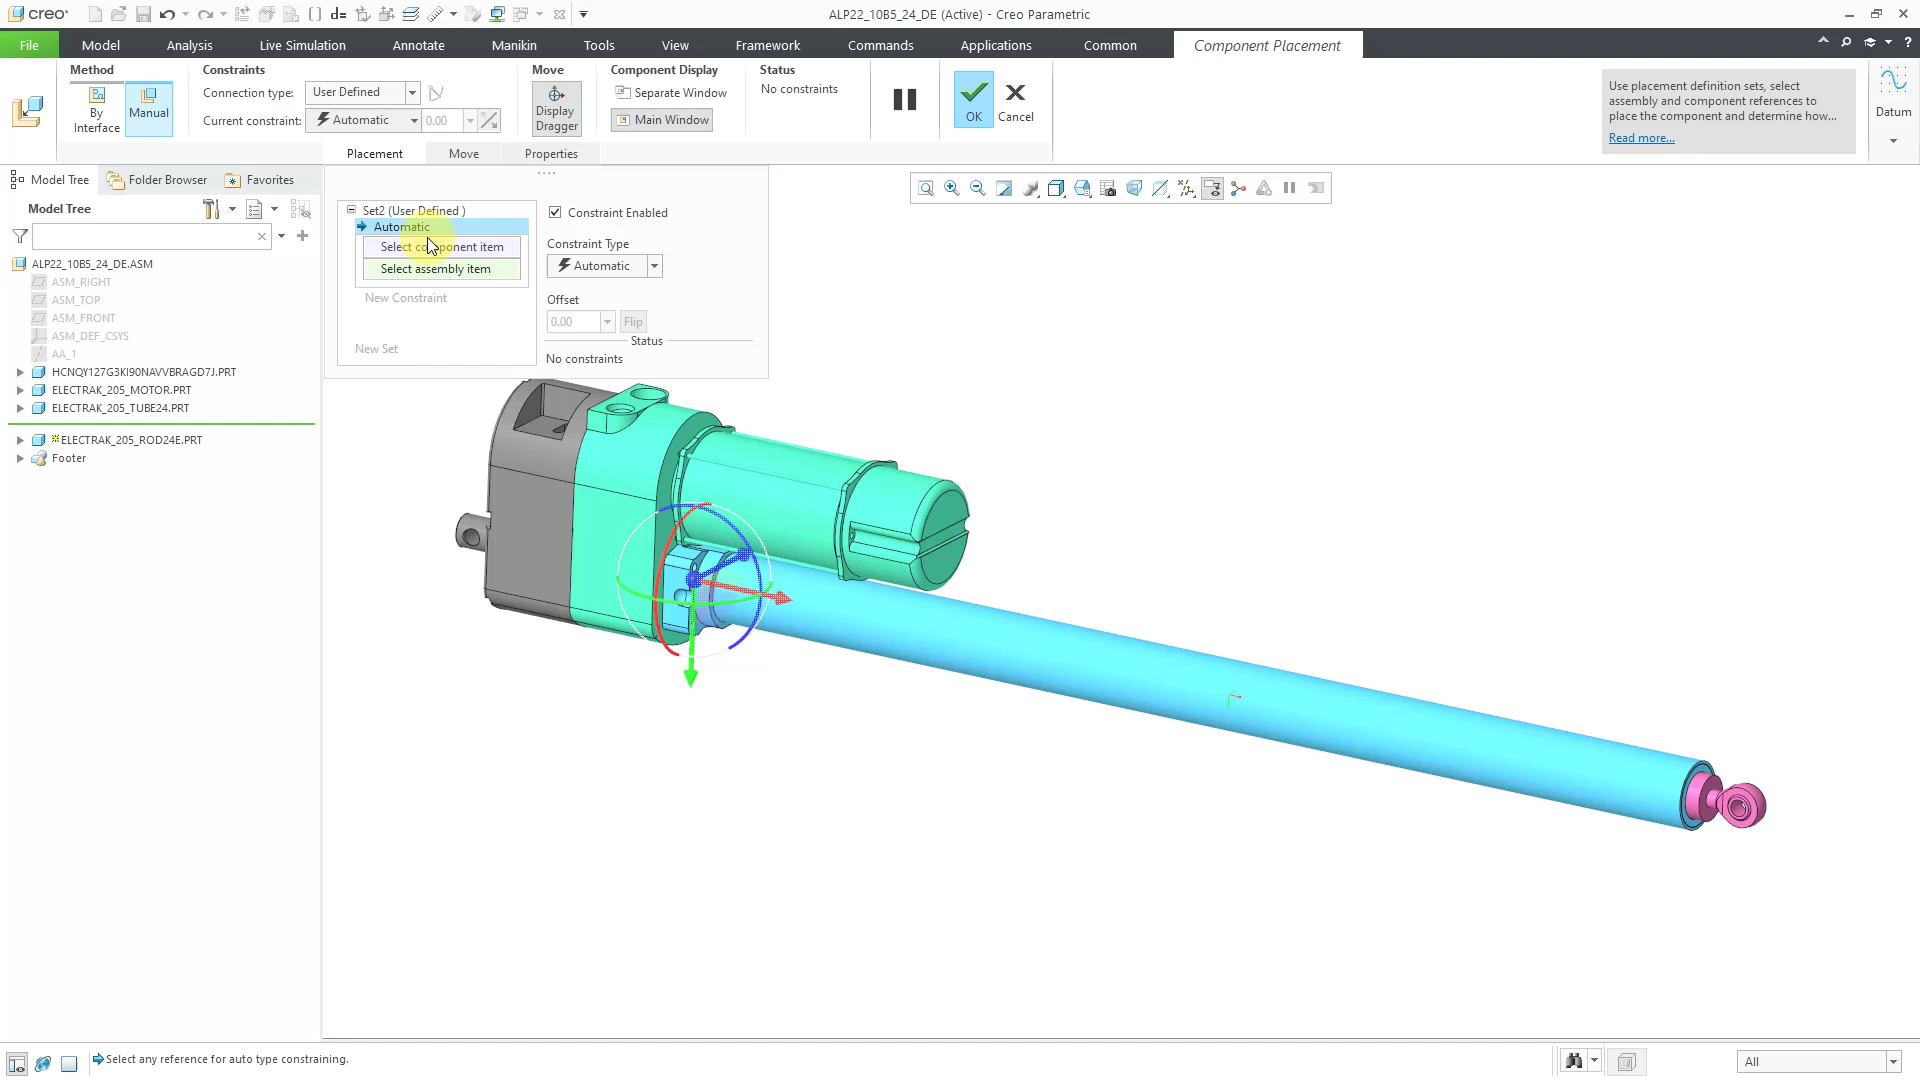 creo
ALP22_10B5_24_DE (Active) - Creo Parametric
File
Model
Analysis
Live Simulation
Annotate
Manikin
Tools
View
Framework
Commands
Applications
Common
Component Placement
Method
By Interface
Manual
Constraints
Connection type: User Defined
Current constraint: Automatic 0.00
Move
Display Dragger
Component Display
Separate Window
Main Window
Status
No constraints
OK
Cancel
Use placement definition sets, select
assembly and component references to
place the component and determine how...
Read more...
Datum
Placement
Move
Properties
Model Tree
Folder Browser
Favorites
Model Tree
ALP22_10B5_24_DE.ASM
ASM_RIGHT
ASM_TOP
ASM_FRONT
ASM_DEF_CSYS
AA_1
HCNQY127G3KI90NAVVBRAGD7J.PRT
ELECTRAK_205_MOTOR.PRT
ELECTRAK_205_TUBE24.PRT
ELECTRAK_205_ROD24E.PRT
Footer
Set2 (User Defined )
Automatic
Select component item
Select assembly item
New Constraint
New Set
Constraint Enabled
Constraint Type
Automatic
Offset
0.00 Flip
Status
No constraints
Select any reference for auto type constraining.
All